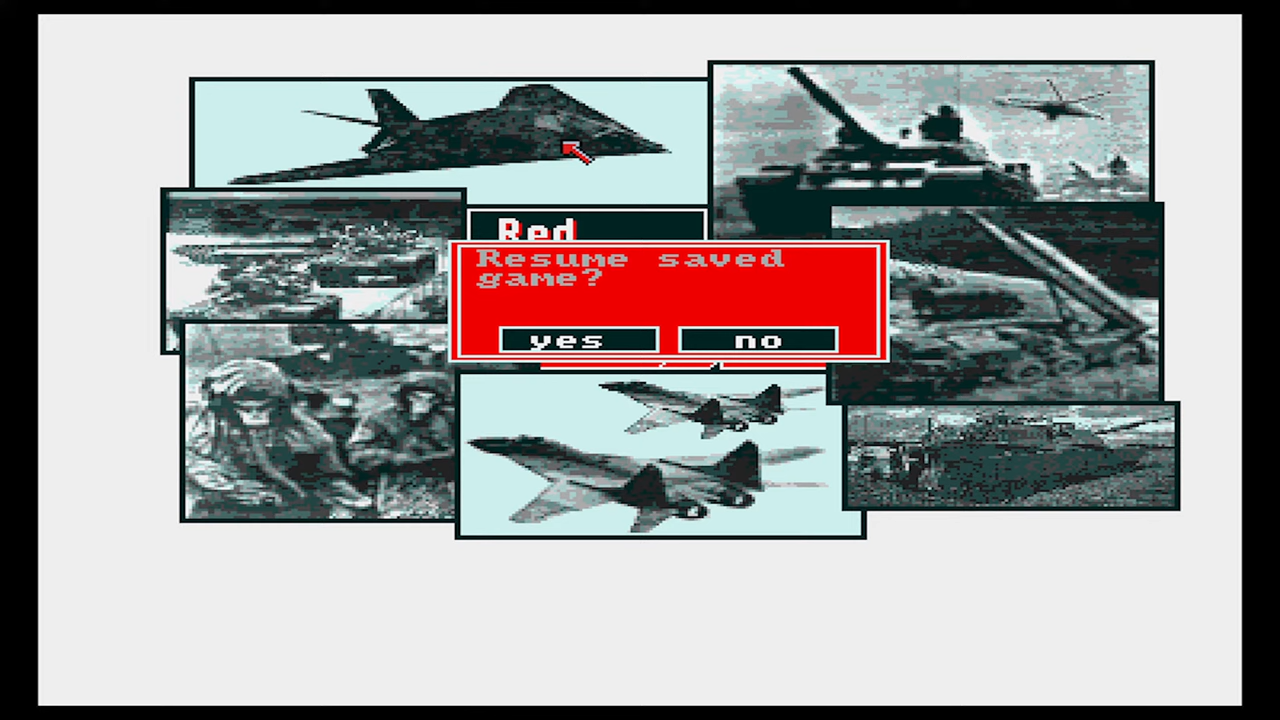 Red
Resume saved
game?
yes no